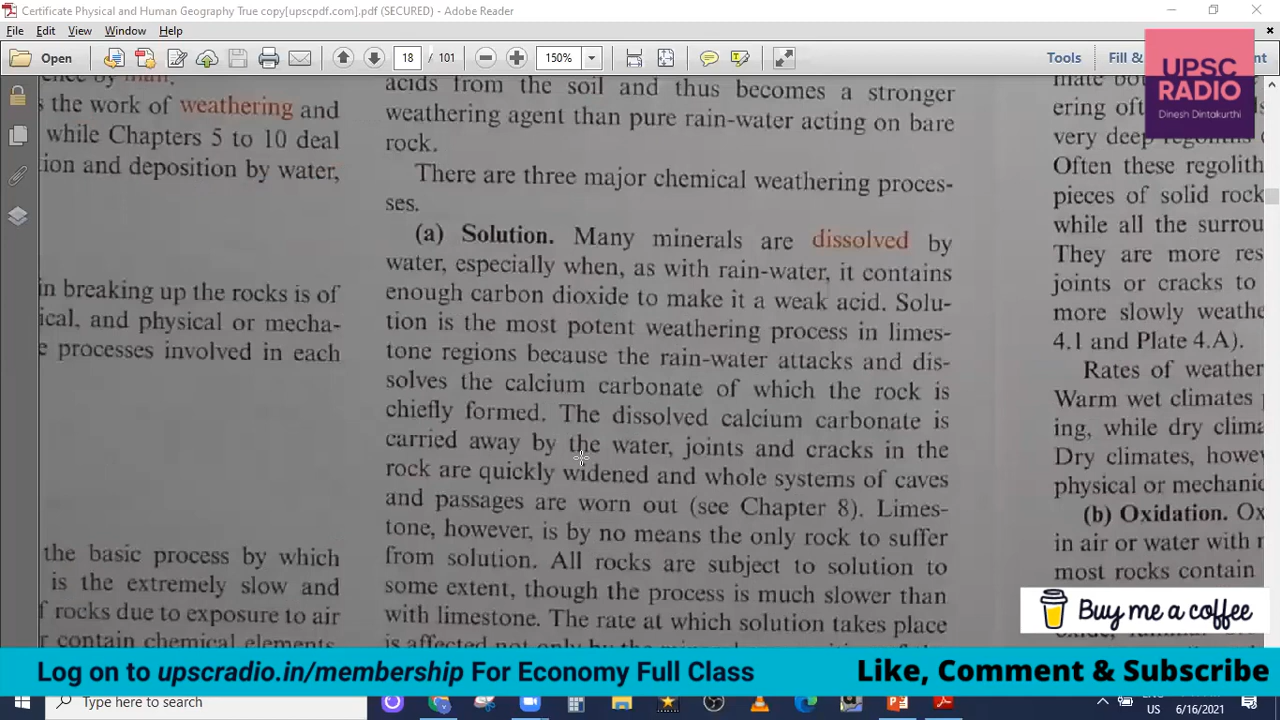 Certificate Physical and Human Geography True copy[upscpdf.com].pdf (SECURED) - Adobe Reader
File Edit View Window Help
Open 18 / 101 150% Tools Fill &
UPSC
RADIO
Dinesh Dintakurthi
s the work of weathering and
while Chapters 5 to 10 deal
ion and deposition by water,
in breaking up the rocks is of
ical, and physical or mecha-
e processes involved in each
the basic process by which
is the extremely slow and
f rocks due to exposure to air
r contain chemical elements
acids from the soil and thus becomes a stronger
weathering agent than pure rain-water acting on bare
rock.
There are three major chemical weathering proces-
ses.
(a) Solution. Many minerals are dissolved by
water, especially when, as with rain-water, it contains
enough carbon dioxide to make it a weak acid. Solu-
tion is the most potent weathering process in limes-
tone regions because the rain-water attacks and dis-
solves the calcium carbonate of which the rock is
chiefly formed. The dissolved calcium carbonate is
carried away by the water, joints and cracks in the
rock are quickly widened and whole systems of caves
and passages are worn out (see Chapter 8). Limes-
tone, however, is by no means the only rock to suffer
from solution. All rocks are subject to solution to
some extent, though the process is much slower than
with limestone. The rate at which solution takes place
is affected not only by the
mate bot
ering oft
very deep
Often these regolith
pieces of solid rock
while all the surrou
They are more res
joints or cracks to
more slowly weathe
4.1 and Plate 4.A).
Rates of weather
Warm wet climates
ing, while dry clima
Dry climates, howev
physical or mechanic
(b) Oxidation. Ox
in air or water with
most rocks contain
Buy me a coffee
Log on to upscradio.in/membership For Economy Full Class
Like, Comment & Subscribe
Type here to search
US
6/16/2021